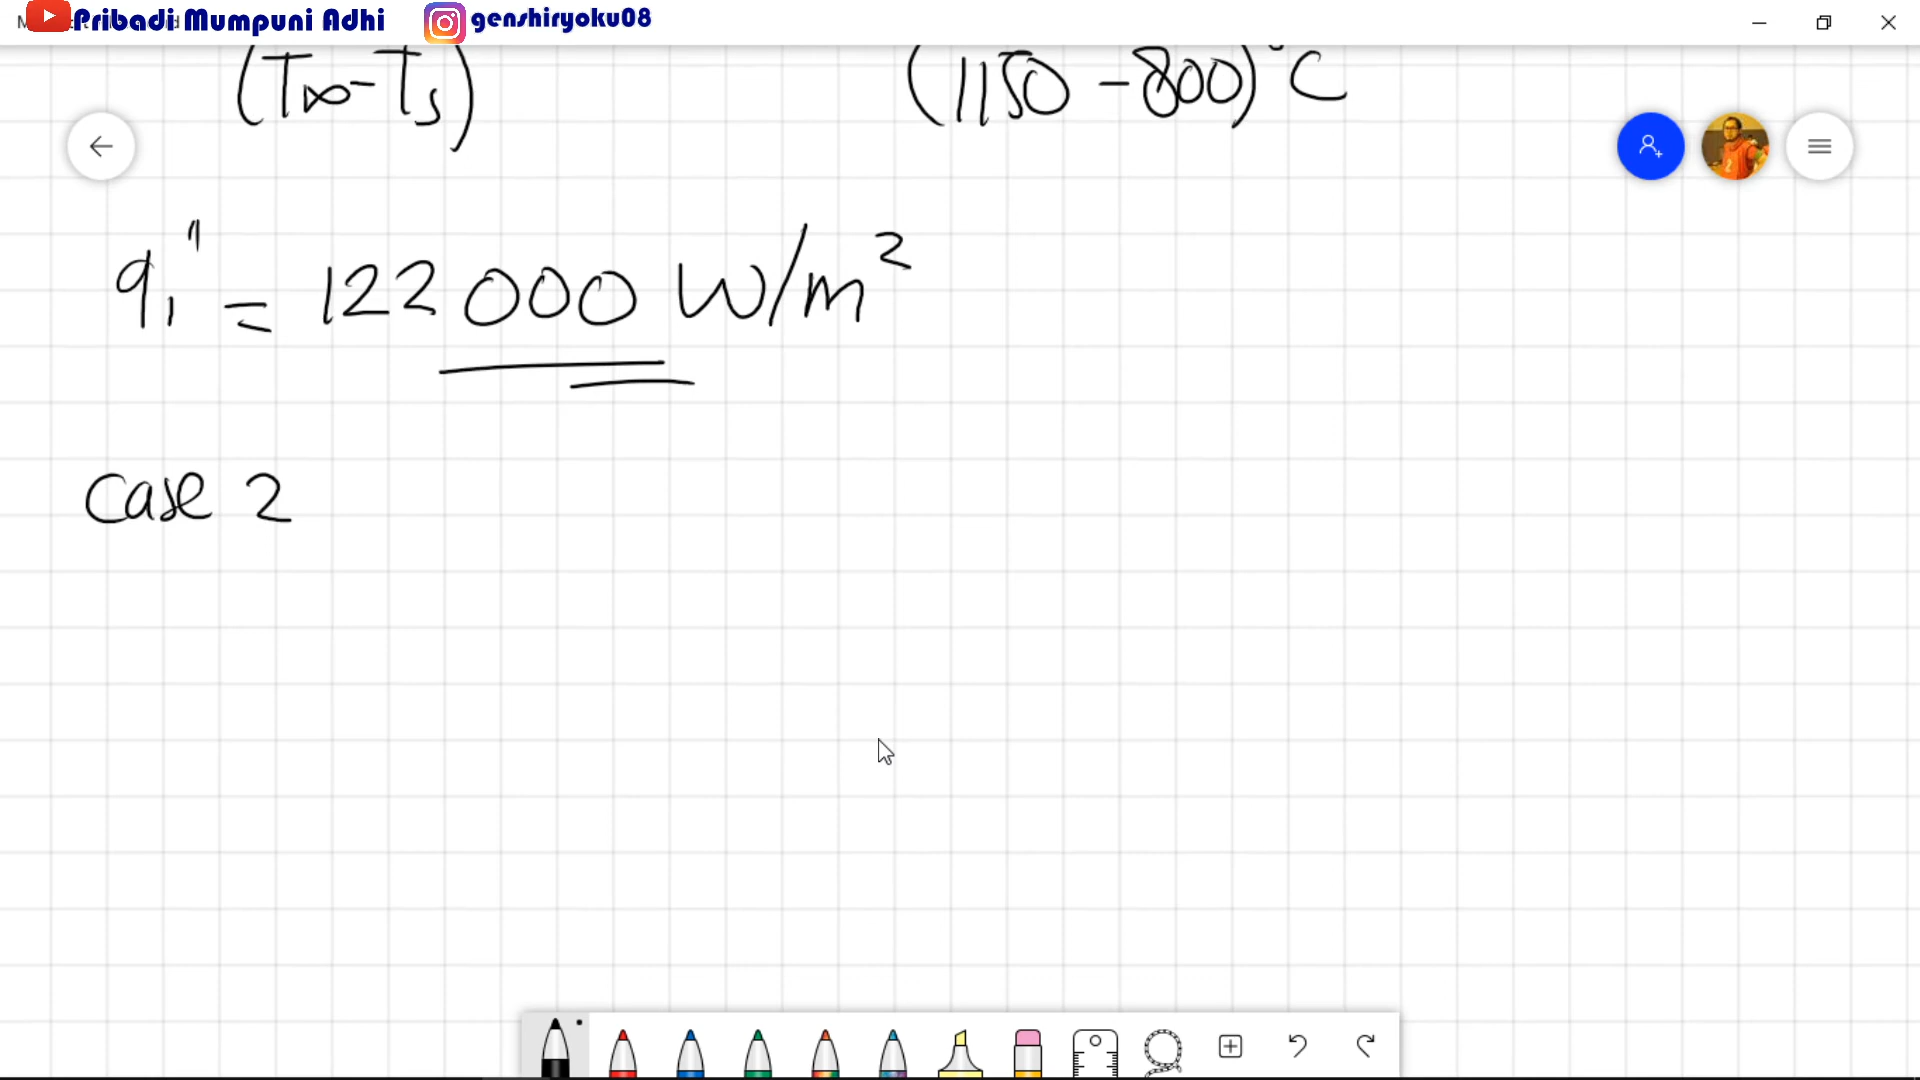 Pribadi Mumpuni Adhi genshiryoku08
(T∞-Ts) (1150-800)°C
q₁" = 122 000 W/m²
Case 2